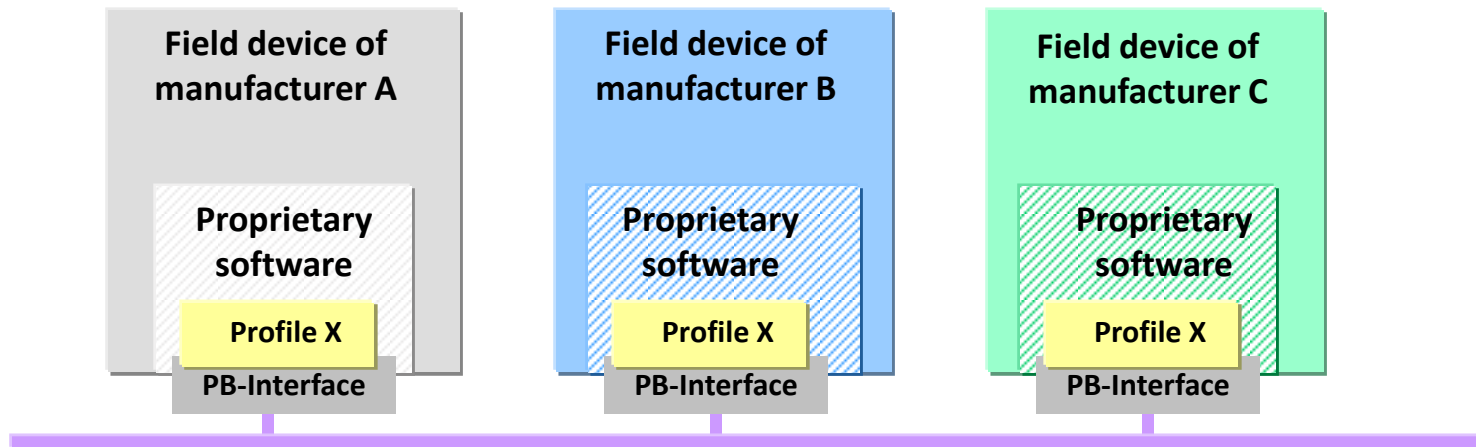 Field device of
manufacturer A
Proprietary
software
Profile X
PB-Interface
Field device of
manufacturer B
Proprietary
software
Profile X
PB-Interface
Field device of
manufacturer C
Proprietary
software
Profile X
PB-Interface